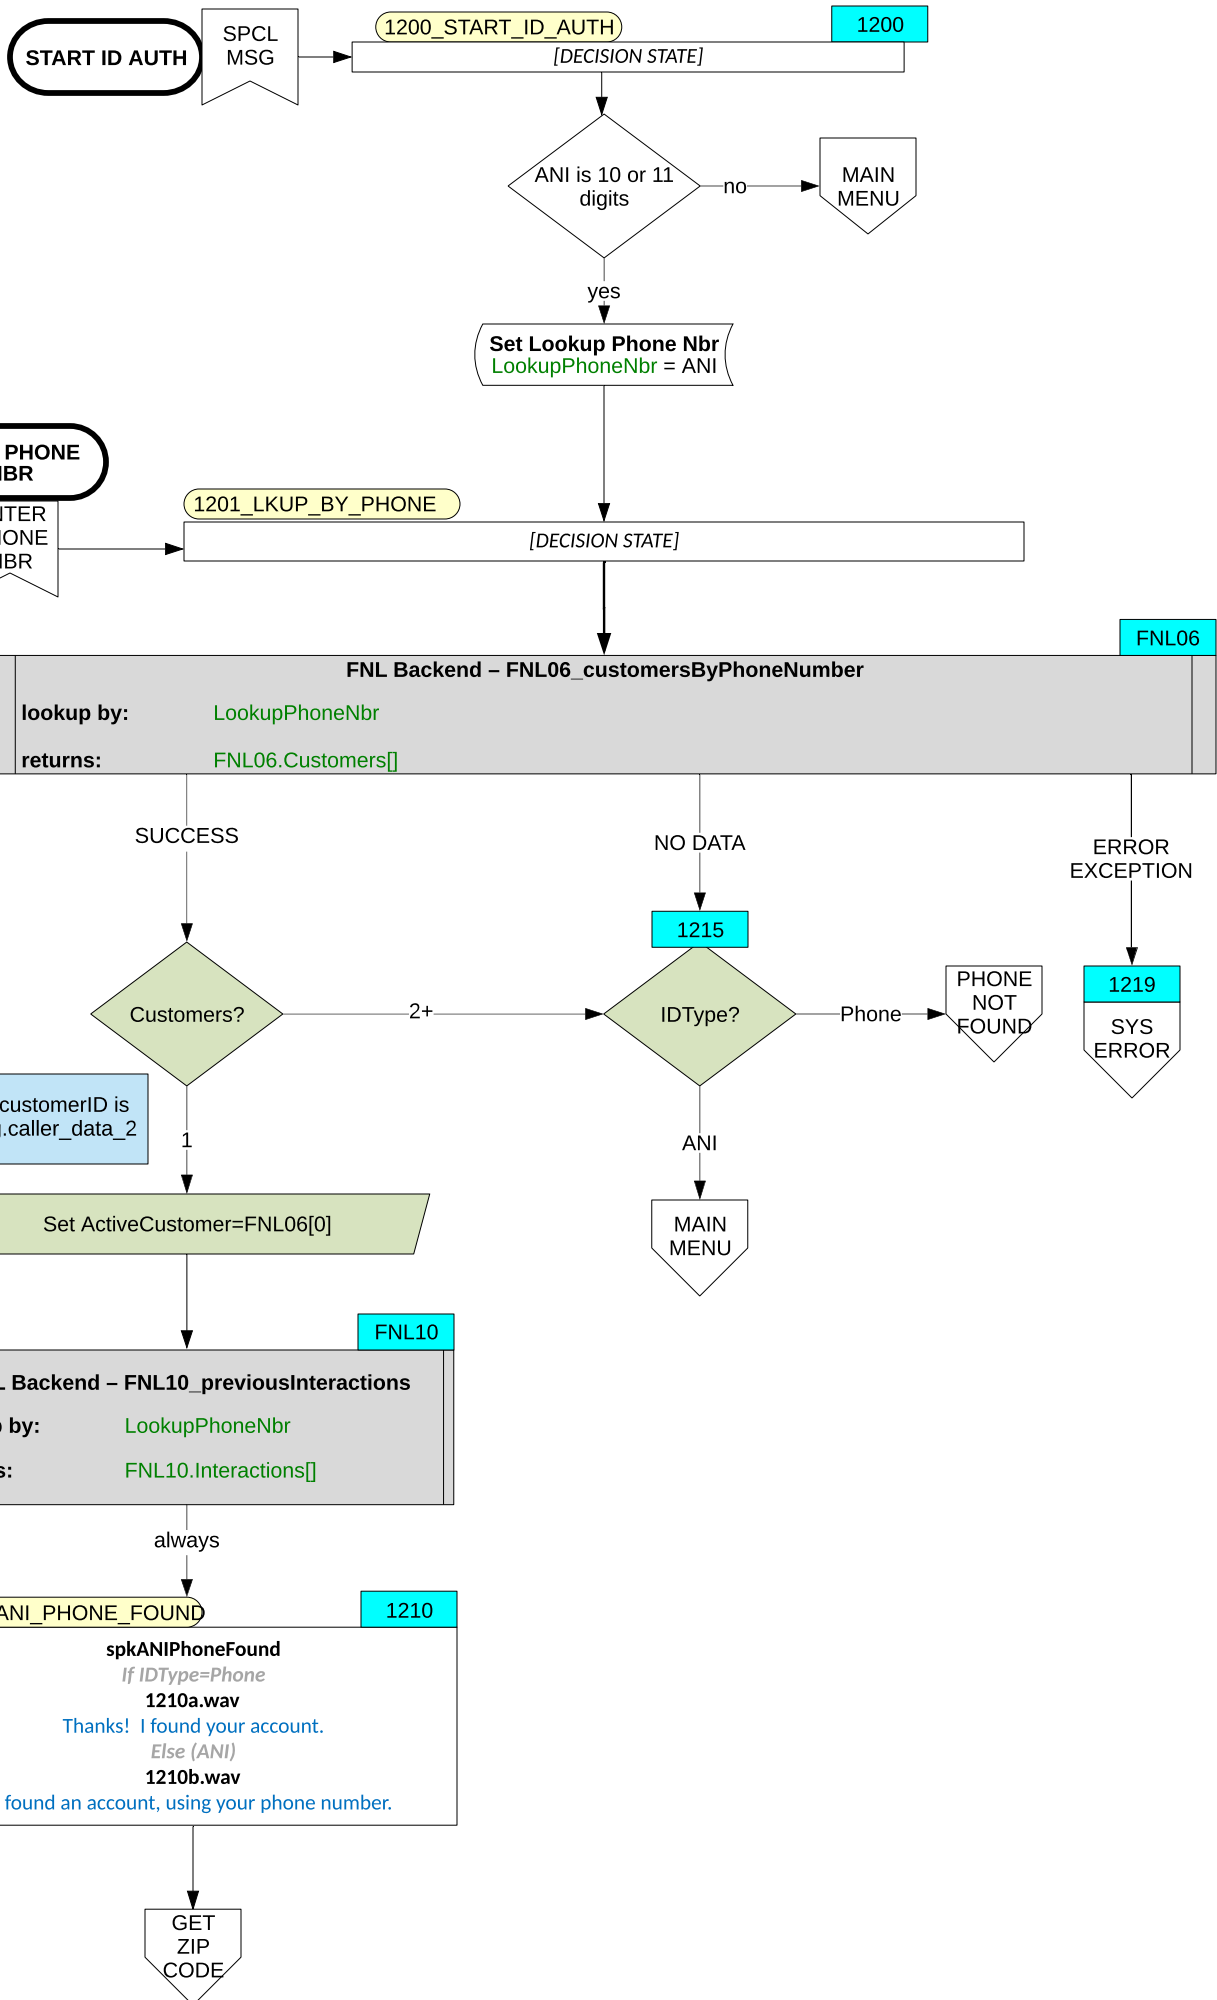 START ID AUTH
SPCL
MSG
1200_START_ID_AUTH
1200
[DECISION STATE]
ANI is 10 or 11
digits
no
MAIN
MENU
yes
Set Lookup Phone Nbr
LookupPhoneNbr = ANI
PHONE
1201_LKUP_BY_PHONE
[DECISION STATE]
FNL06
FNL Backend – FNL06_customersByPhoneNumber
lookup by: LookupPhoneNbr
returns: FNL06.Customers[]
SUCCESS
NO DATA
ERROR
EXCEPTION
1215
Customers?
2+
IDType?
Phone
PHONE
NOT
FOUND
1219
SYS
ERROR
customerID is
.caller_data_2
1
ANI
MAIN
MENU
Set ActiveCustomer=FNL06[0]
FNL10
Backend – FNL10_previousInteractions
by: LookupPhoneNbr
FNL10.Interactions[]
always
ANI_PHONE_FOUND
1210
spkANIPhoneFound
If IDType=Phone
1210a.wav
Thanks!  I found your account.
Else (ANI)
1210b.wav
found an account, using your phone number.
GET
ZIP
CODE